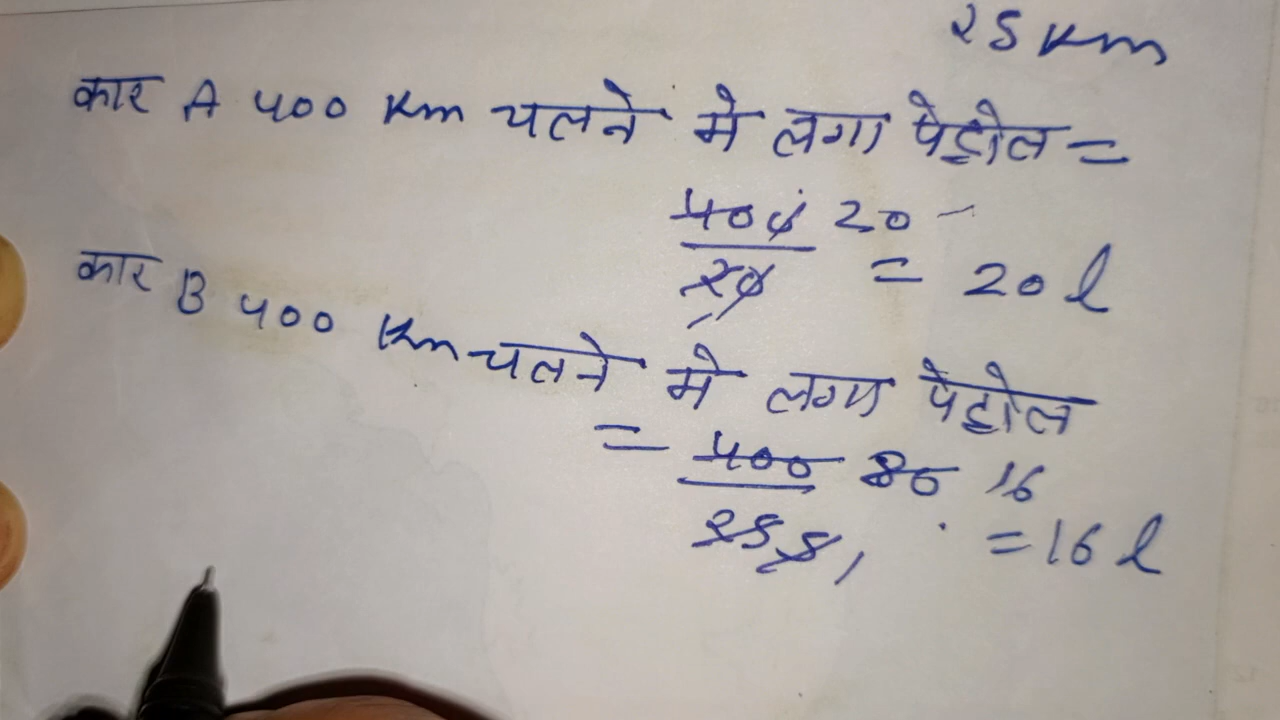 25 Km
कार A 400 Km चलने मे लगा पेट्रोल =
400 20
20 = 20 l
कार B 400 Km चलने मे लगा पेट्रोल
= 400 80 16
25 5 1 = 16 l